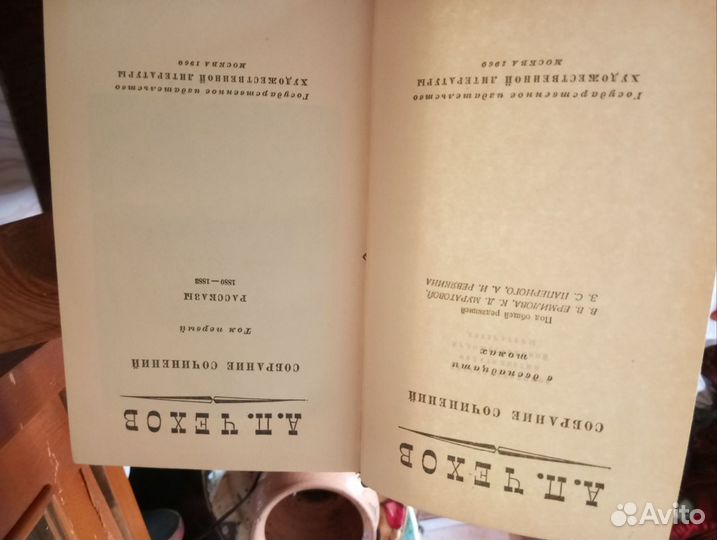 А.П. ЧЕХОВ
СОБРАНИЕ СОЧИНЕНИЙ
в двенадцати
томах
Под общей редакцией
В. В. ЕРМИЛОВА, К. Д. МУРАТОВОЙ,
З. С. ПАПЕРНОГО, А. И. РЕВЯКИНА
Государственное издательство
ХУДОЖЕСТВЕННОЙ ЛИТЕРАТУРЫ
МОСКВА 1960
А.П. ЧЕХОВ
СОБРАНИЕ СОЧИНЕНИЙ
Том первый
РАССКАЗЫ
1880—1882
Государственное издательство
ХУДОЖЕСТВЕННОЙ ЛИТЕРАТУРЫ
МОСКВА 1960
Avito